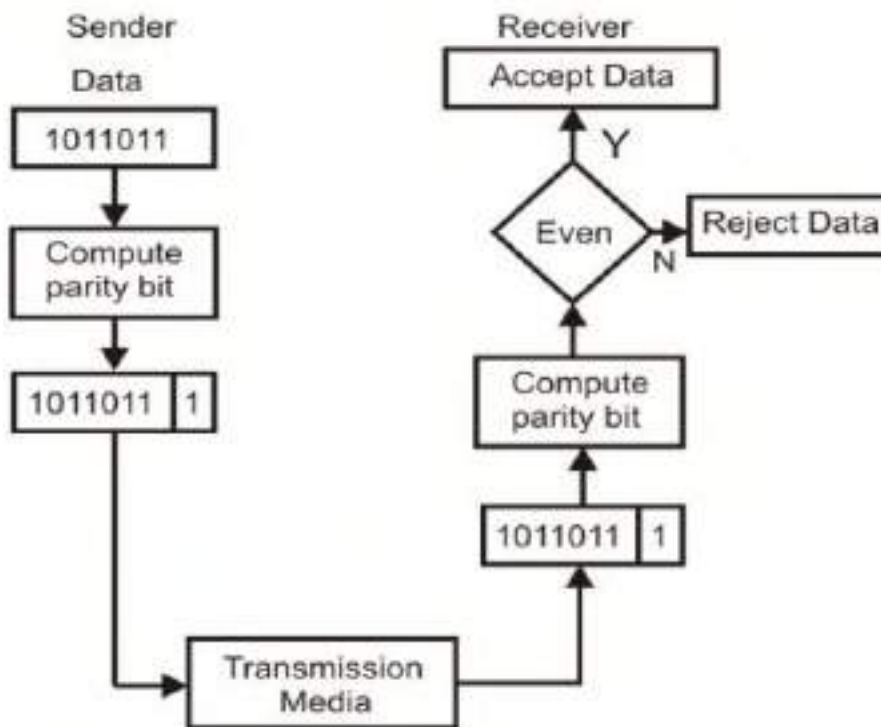 Sender
Data
1011011
Compute
parity bit
1011011 1
Transmission
Media
Receiver
Accept Data
Y
Even
N
Reject Data
Compute
parity bit
1011011 1